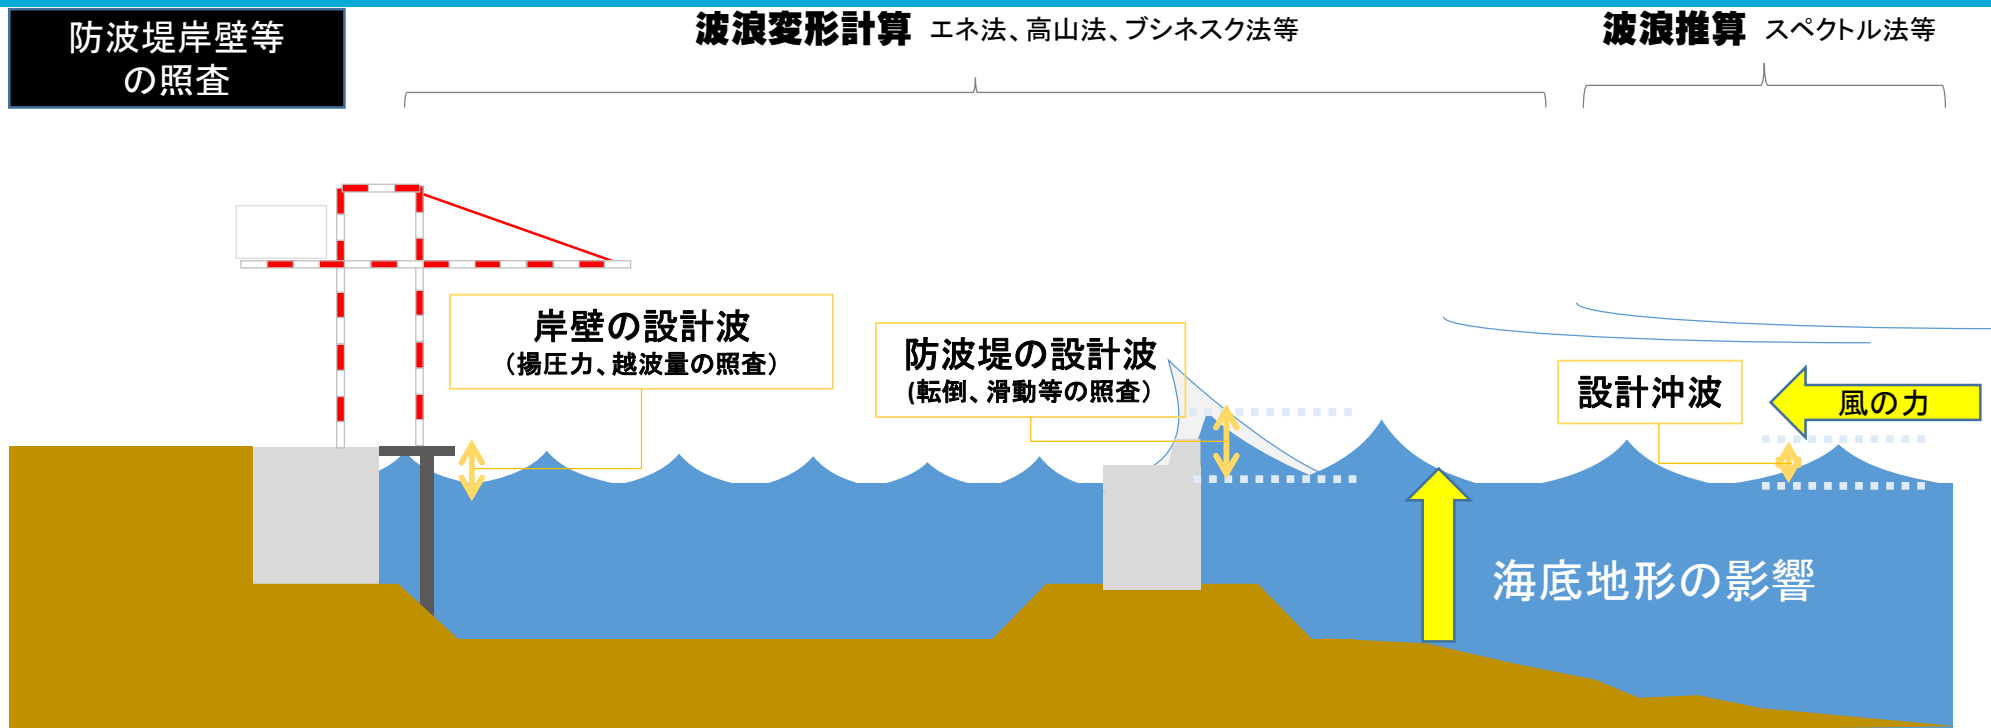 防波堤岸壁等
の照査
波浪変形計算 エネ法、高山法、ブシネスク法等
波浪推算 スペクトル法等
岸壁の設計波
（揚圧力、越波量の照査）
防波堤の設計波
(転倒、滑動等の照査）
設計沖波
風の力
海底地形の影響